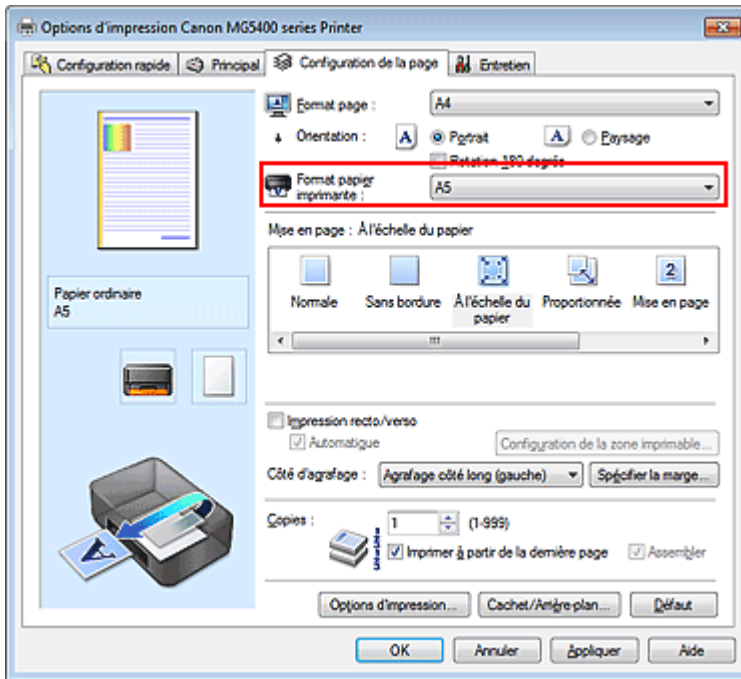 Options d'impression Canon MG5400 series Printer
Configuration rapide
Principal
Configuration de la page
Entretien
Format page :
A4
Orientation :
A
Portrait
A
Paysage
Rotation 180 degrés
Format papier
imprimante :
A5
Mise en page : À l'échelle du papier
Normale
Sans bordure
À l'échelle du
papier
Proportionnée
2
Mise en page
Papier ordinaire
A5
Impression recto/verso
Automatique
Configuration de la zone imprimable...
Côté d'agrafage :
Agrafage côté long (gauche)
Spécifier la marge...
Copies :
1
(1-999)
Imprimer à partir de la dernière page
Assembler
A
Options d'impression...
Cachet/Arrière-plan...
Défaut
OK
Annuler
Appliquer
Aide